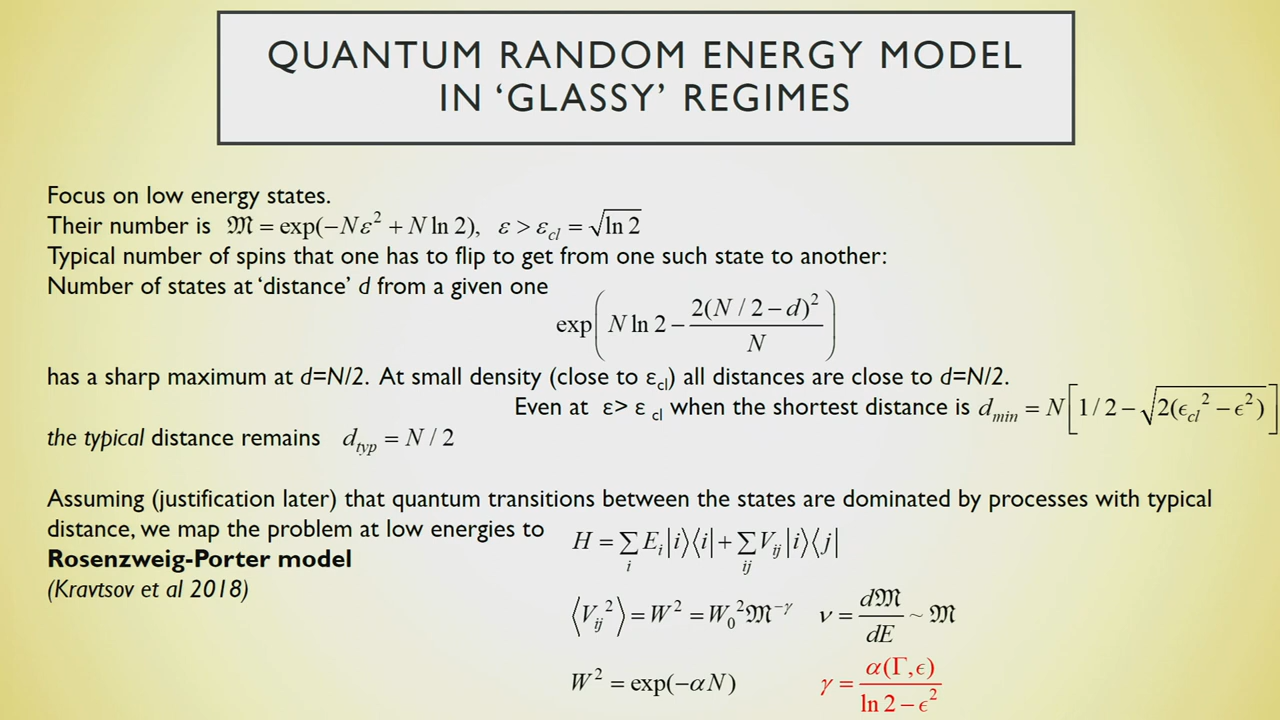 QUANTUM RANDOM ENERGY MODEL
IN ‘GLASSY’ REGIMES
Focus on low energy states.
Their number is 𝔐 = exp(−Nε² + N ln 2), ε > ε_cl = √(ln 2)
Typical number of spins that one has to flip to get from one such state to another:
Number of states at ‘distance’ d from a given one
exp( N ln 2 − 2(N / 2 − d)² / N )
has a sharp maximum at d=N/2. At small density (close to ε_cl) all distances are close to d=N/2.
Even at ε> ε_cl when the shortest distance is d_min = N[1/2 − √(2(ϵ_cl² − ϵ²))]
the typical distance remains d_typ = N / 2
Assuming (justification later) that quantum transitions between the states are dominated by processes with typical
distance, we map the problem at low energies to
H = ∑_i E_i|i⟩⟨i| + ∑_ij V_ij|i⟩⟨j|
Rosenzweig-Porter model
(Kravtsov et al 2018)
⟨V_ij²⟩ = W² = W₀²𝔐^(−γ) ν = d𝔐/dE ~ 𝔐
W² = exp(−αN) γ = α(Γ,ϵ) / (ln 2 − ϵ²)